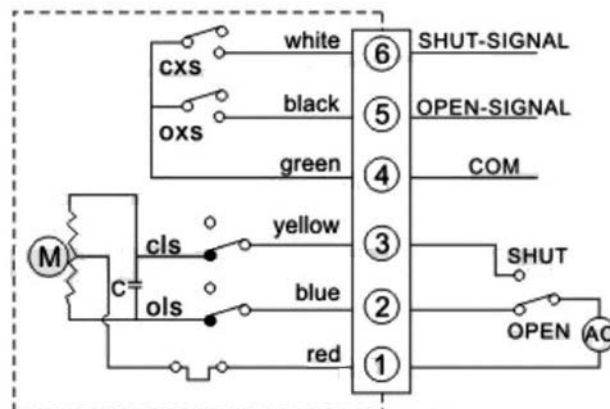 white 6 SHUT-SIGNAL
CXS
black 5 OPEN-SIGNAL
OXS
green 4 COM
yellow 3
cls SHUT
M
C
blue 2
ols OPEN AC
red 1